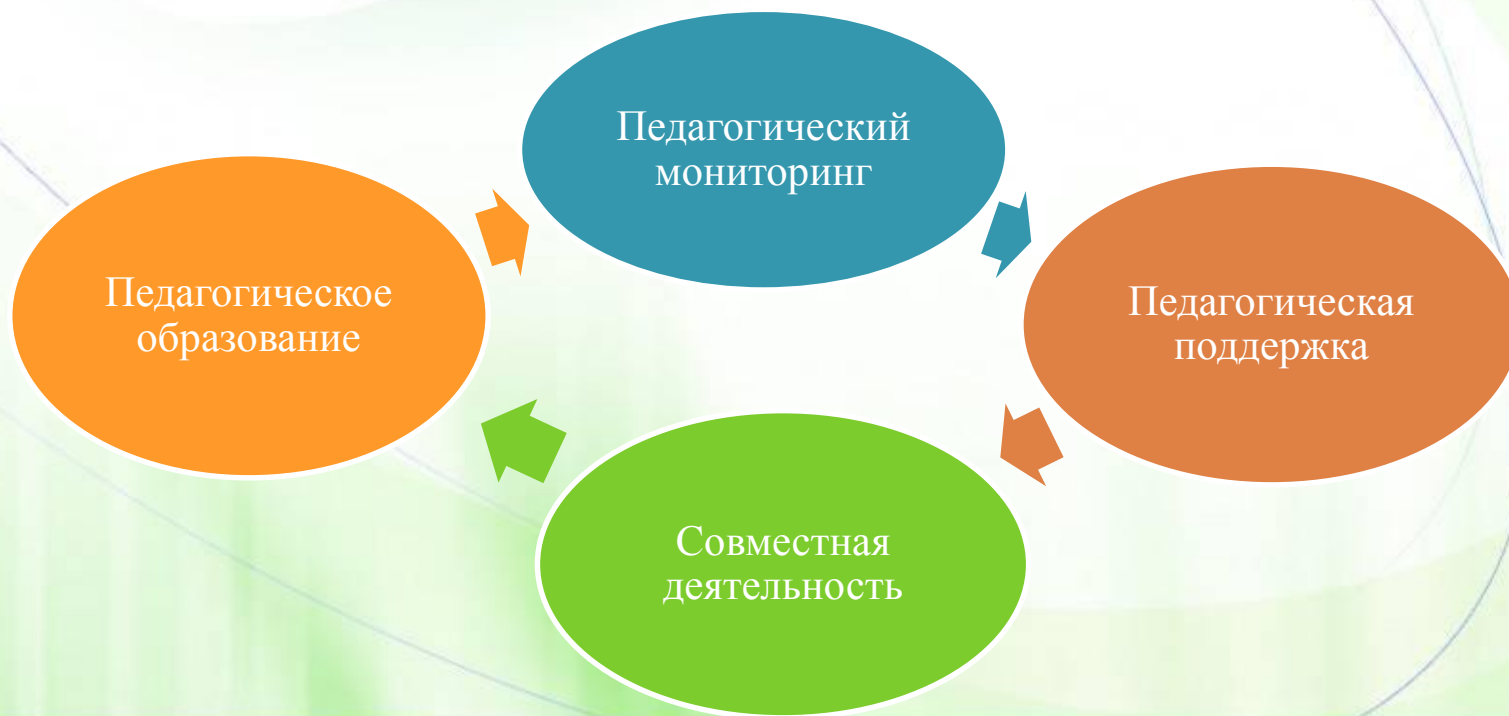 Педагогический
мониторинг
Педагогическое
образование
Педагогическая
поддержка
Совместная
деятельность